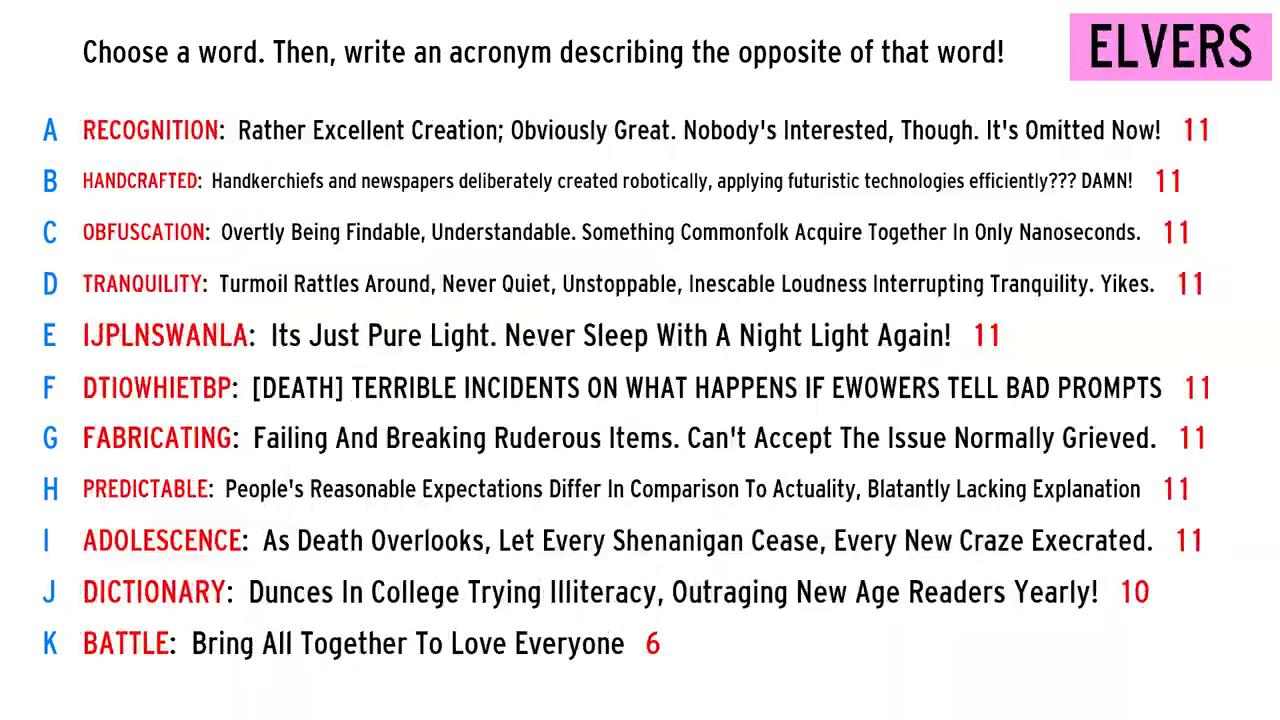 Choose a word. Then, write an acronym describing the opposite of that word!
ELVERS
A RECOGNITION: Rather Excellent Creation; Obviously Great. Nobody's Interested, Though. It's Omitted Now! 11
B HANDCRAFTED: Handkerchiefs and newspapers deliberately created robotically, applying futuristic technologies efficiently??? DAMN! 11
C OBFUSCATION: Overtly Being Findable, Understandable. Something Commonfolk Acquire Together In Only Nanoseconds. 11
D TRANQUILITY: Turmoil Rattles Around, Never Quiet, Unstoppable, Inescable Loudness Interrupting Tranquility. Yikes. 11
E IJPLNSWANLA: Its Just Pure Light. Never Sleep With A Night Light Again! 11
F DTIOWHIETBP: [DEATH] TERRIBLE INCIDENTS ON WHAT HAPPENS IF EWOWERS TELL BAD PROMPTS 11
G FABRICATING: Failing And Breaking Ruderous Items. Can't Accept The Issue Normally Grieved. 11
H PREDICTABLE: People's Reasonable Expectations Differ In Comparison To Actuality, Blatantly Lacking Explanation 11
I ADOLESCENCE: As Death Overlooks, Let Every Shenanigan Cease, Every New Craze Execrated. 11
J DICTIONARY: Dunces In College Trying Illiteracy, Outraging New Age Readers Yearly! 10
K BATTLE: Bring All Together To Love Everyone 6